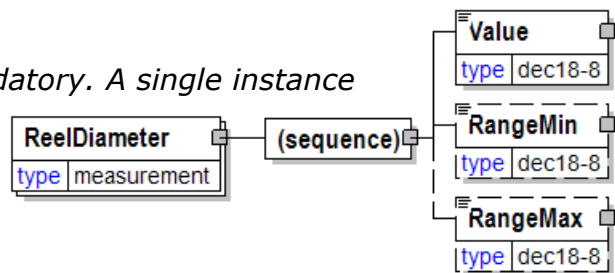 datory. A single instance
ReelDiameter
type measurement
(sequence)
Value
type dec18-8
RangeMin
type dec18-8
RangeMax
type dec18-8